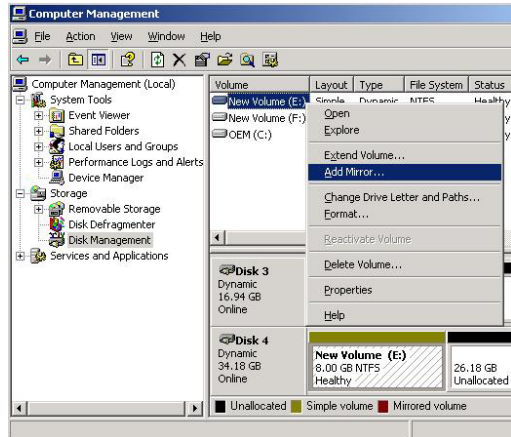 Computer Management
File Action View Window Help
Computer Management (Local)
System Tools
Event Viewer
Shared Folders
Local Users and Groups
Performance Logs and Alerts
Device Manager
Storage
Removable Storage
Disk Defragmenter
Disk Management
Services and Applications
Volume Layout Type File System Status
New Volume (E:) Simple Dynamic NTFS Healthy
New Volume (F:)
OEM (C:)
Open
Explore
Extend Volume...
Add Mirror...
Change Drive Letter and Paths...
Format...
Reactivate Volume
Delete Volume...
Properties
Help
Disk 3
Dynamic
16.94 GB
Online
Disk 4
Dynamic
34.18 GB
Online
New Volume (E:)
8.00 GB NTFS
Healthy
26.18 GB
Unallocated
Unallocated Simple volume Mirrored volume